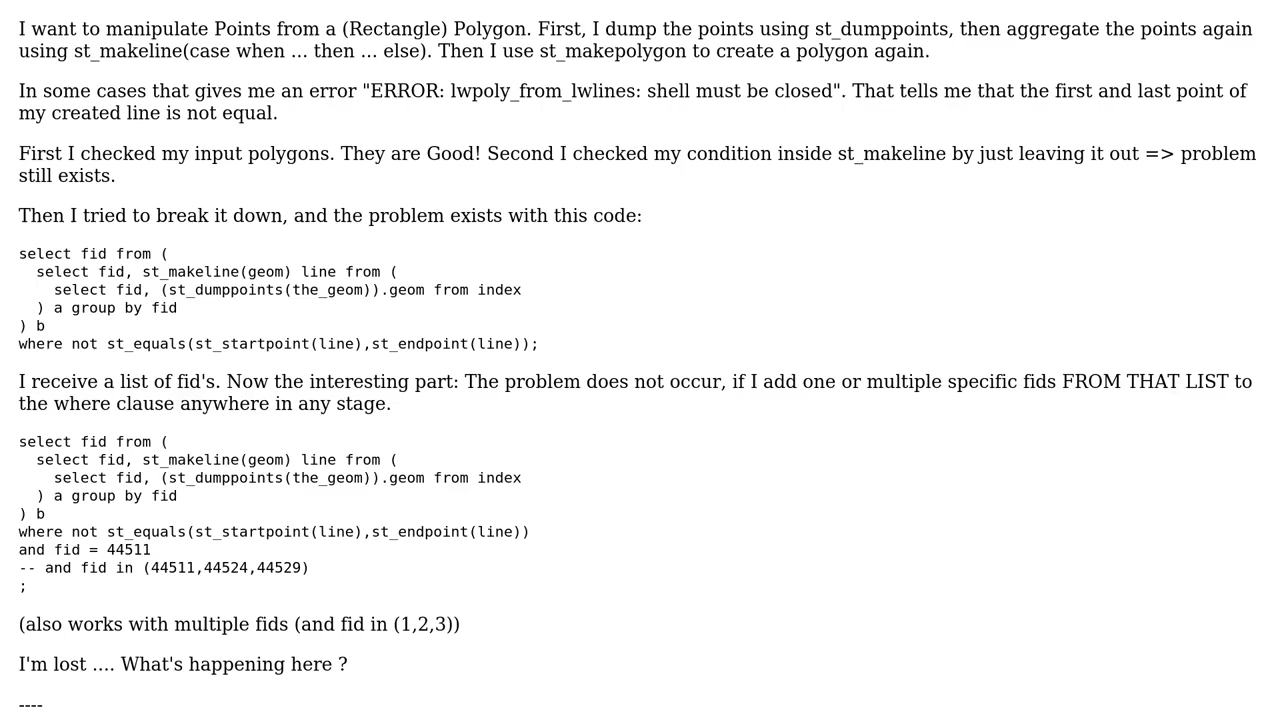 I want to manipulate Points from a (Rectangle) Polygon. First, I dump the points using st_dumppoints, then aggregate the points again
using st_makeline(case when ... then ... else). Then I use st_makepolygon to create a polygon again.
In some cases that gives me an error "ERROR: lwpoly_from_lwlines: shell must be closed". That tells me that the first and last point of
my created line is not equal.
First I checked my input polygons. They are Good! Second I checked my condition inside st_makeline by just leaving it out => problem
still exists.
Then I tried to break it down, and the problem exists with this code:
select fid from (
  select fid, st_makeline(geom) line from (
    select fid, (st_dumppoints(the_geom)).geom from index
  ) a group by fid
) b
where not st_equals(st_startpoint(line),st_endpoint(line));
I receive a list of fid's. Now the interesting part: The problem does not occur, if I add one or multiple specific fids FROM THAT LIST to
the where clause anywhere in any stage.
select fid from (
  select fid, st_makeline(geom) line from (
    select fid, (st_dumppoints(the_geom)).geom from index
  ) a group by fid
) b
where not st_equals(st_startpoint(line),st_endpoint(line))
and fid = 44511
-- and fid in (44511,44524,44529)
;
(also works with multiple fids (and fid in (1,2,3))
I'm lost .... What's happening here ?
----